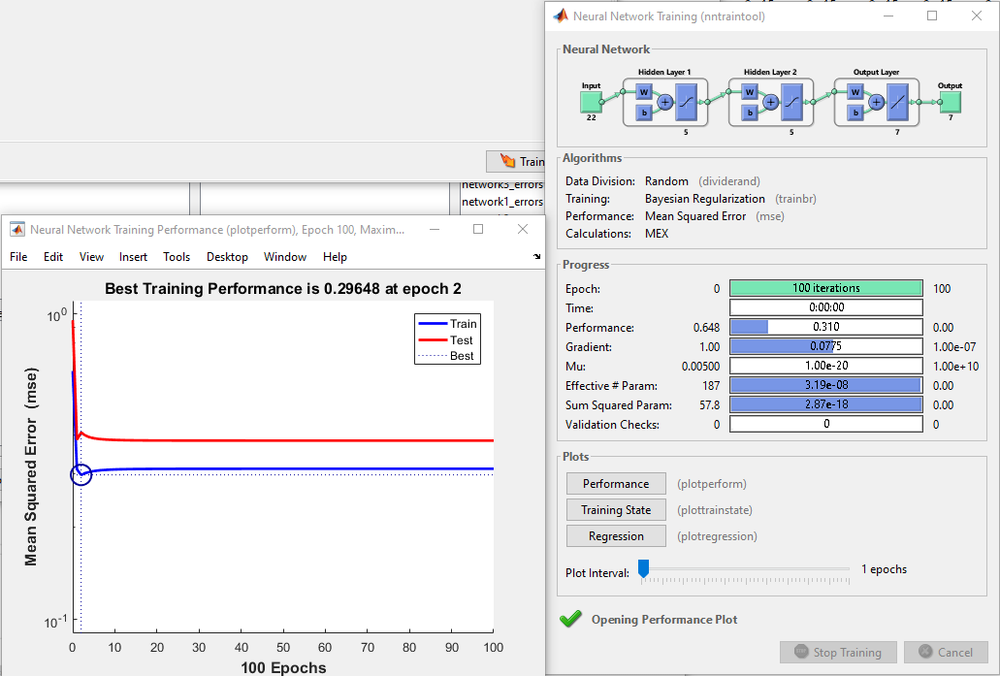 Train
network3_errors
network1_errors
Neural Network Training Performance (plotperform), Epoch 100, Maxim...
File Edit View Insert Tools Desktop Window Help
Best Training Performance is 0.29648 at epoch 2
Mean Squared Error (mse)
10^0
10^-1
Train
Test
Best
0 10 20 30 40 50 60 70 80 90 100
100 Epochs
Neural Network Training (nntraintool)
Neural Network
Hidden Layer 1 Hidden Layer 2 Output Layer
Input Output
W W W
b b b
+ + +
22 5 5 7 7
Algorithms
Data Division: Random (dividerand)
Training: Bayesian Regularization (trainbr)
Performance: Mean Squared Error (mse)
Calculations: MEX
Progress
Epoch: 0 100 iterations 100
Time: 0:00:00
Performance: 0.648 0.310 0.00
Gradient: 1.00 0.0775 1.00e-07
Mu: 0.00500 1.00e-20 1.00e+10
Effective # Param: 187 3.19e-08 0.00
Sum Squared Param: 57.8 2.87e-18 0.00
Validation Checks: 0 0 0
Plots
Performance (plotperform)
Training State (plottrainstate)
Regression (plotregression)
Plot Interval: 1 epochs
Opening Performance Plot
Stop Training Cancel